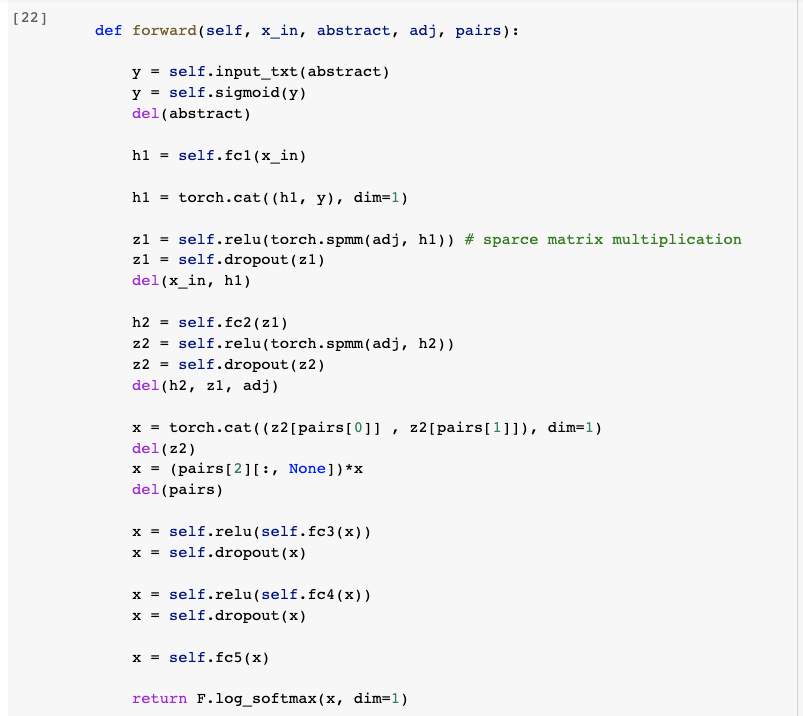 [22]
def forward(self, x_in, abstract, adj, pairs):
y = self.input_txt(abstract)
y = self.sigmoid(y)
del(abstract)
h1 = self.fc1(x_in)
h1 = torch.cat((h1, y), dim=1)
z1 = self.relu(torch.spmm(adj, h1)) # sparce matrix multiplication
z1 = self.dropout(z1)
del(x_in, h1)
h2 = self.fc2(z1)
z2 = self.relu(torch.spmm(adj, h2))
z2 = self.dropout(z2)
del(h2, z1, adj)
x = torch.cat((z2[pairs[0]] , z2[pairs[1]]), dim=1)
del(z2)
x = (pairs[2][:, None])*x
del(pairs)
x = self.relu(self.fc3(x))
x = self.dropout(x)
x = self.relu(self.fc4(x))
x = self.dropout(x)
x = self.fc5(x)
return F.log_softmax(x, dim=1)